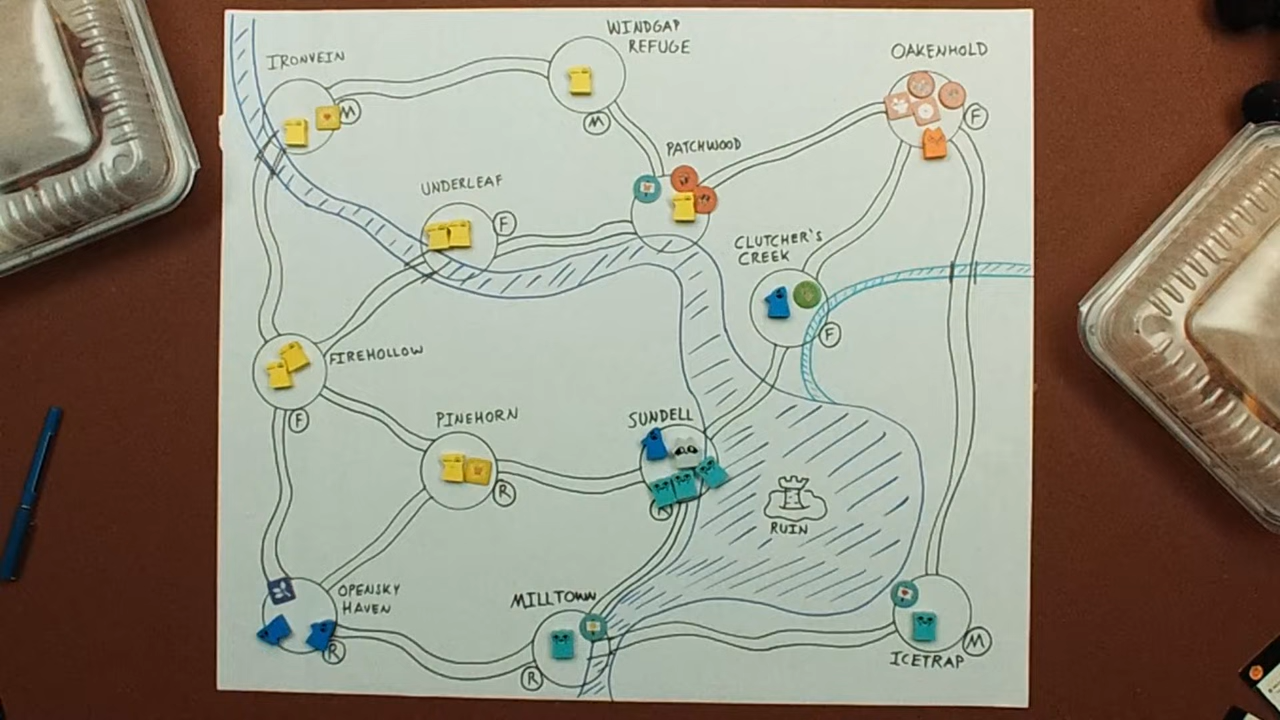 WINDGAP
REFUGE
IRONVEIN
OAKENHOLD
M
M
F
PATCHWOOD
UNDERLEAF
F
CLUTCHER'S
CREEK
F
FIREHOLLOW
F
PINEHORN
SUNDELL
R
R
RUIN
OPENSKY
HAVEN
R
MILLTOWN
R
M
ICETRAP